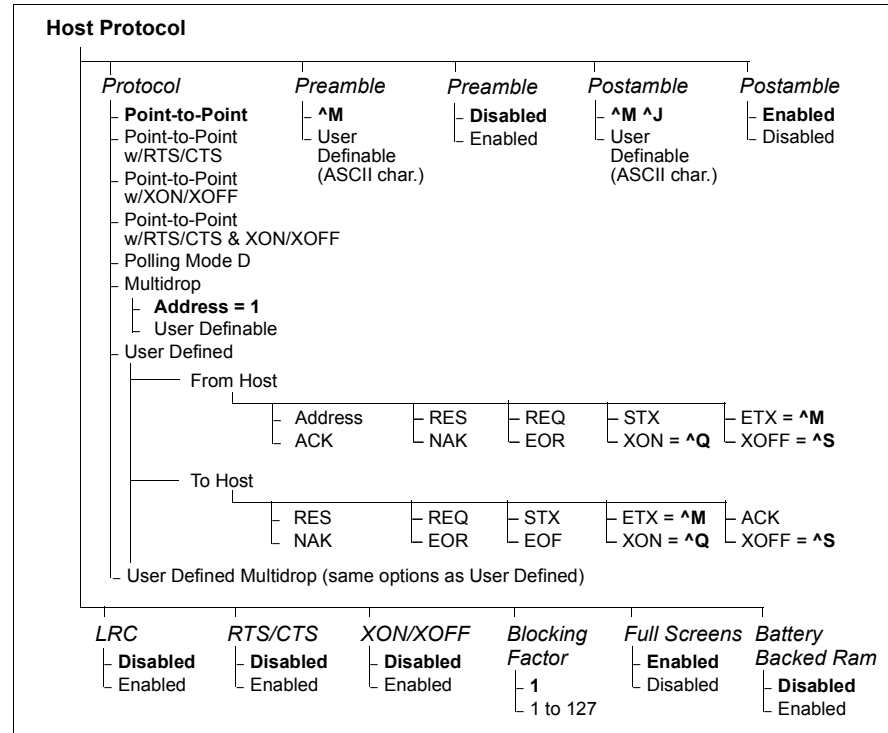 Host Protocol
Protocol Preamble Preamble Postamble Postamble
Point-to-Point ^M Disabled ^M ^J Enabled
Point-to-Point User Enabled User Disabled
w/RTS/CTS Definable Definable
Point-to-Point (ASCII char.) (ASCII char.)
w/XON/XOFF
Point-to-Point
w/RTS/CTS & XON/XOFF
Polling Mode D
Multidrop
Address = 1
User Definable
User Defined
From Host
Address RES REQ STX ETX = ^M
ACK NAK EOR XON = ^Q XOFF = ^S
To Host
RES REQ STX ETX = ^M ACK
NAK EOR EOF XON = ^Q XOFF = ^S
User Defined Multidrop (same options as User Defined)
LRC RTS/CTS XON/XOFF Blocking Full Screens Battery
Disabled Disabled Disabled Factor Enabled Backed Ram
Enabled Enabled Enabled 1 Disabled Disabled
1 to 127 Enabled